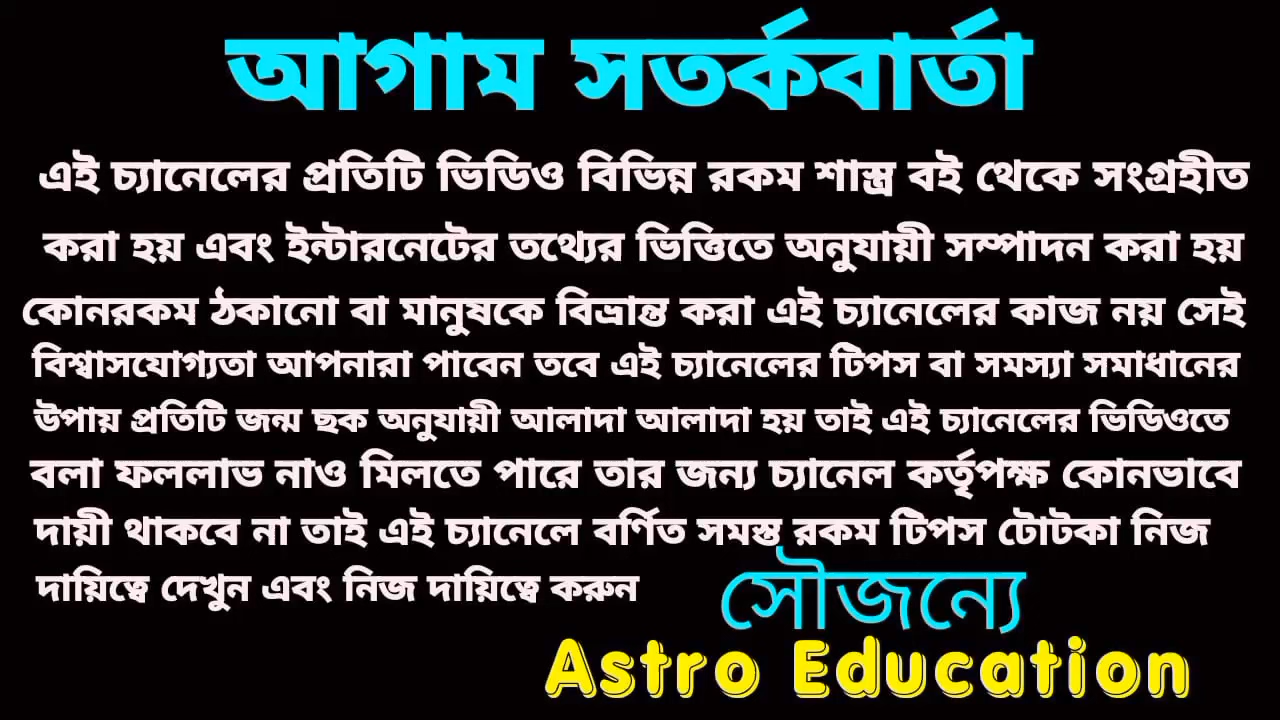 আগাম সতর্কবার্তা
এই চ্যানেলের প্রতিটি ভিডিও বিভিন্ন রকম শাস্ত্র বই থেকে সংগ্রহীত
করা হয় এবং ইন্টারনেটের তথ্যের ভিত্তিতে অনুযায়ী সম্পাদন করা হয়
কোনরকম ঠকানো বা মানুষকে বিভ্রান্ত করা এই চ্যানেলের কাজ নয় সেই
বিশ্বাসযোগ্যতা আপনারা পাবেন তবে এই চ্যানেলের টিপস বা সমস্যা সমাধানের
উপায় প্রতিটি জন্ম ছক অনুযায়ী আলাদা আলাদা হয় তাই এই চ্যানেলের ভিডিওতে
বলা ফললাভ নাও মিলতে পারে তার জন্য চ্যানেল কর্তৃপক্ষ কোনভাবে
দায়ী থাকবে না তাই এই চ্যানেলে বর্ণিত সমস্ত রকম টিপস টোটকা নিজ
দায়িত্বে দেখুন এবং নিজ দায়িত্বে করুন
সৌজন্যে
Astro Education